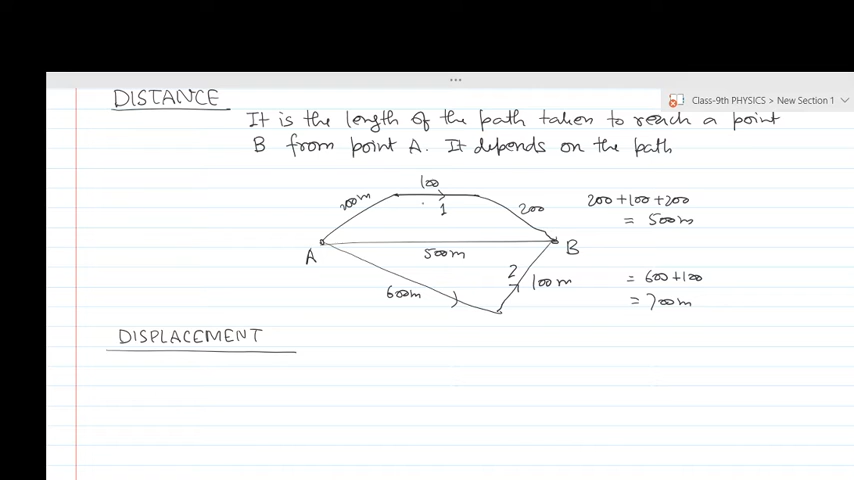 DISTANCE
Class-9th PHYSICS > New Section 1
It is the length of the path taken to reach a point
B from point A. It depends on the path
100
200m
1
200
200+100+200
= 500m
A
B
500m
2
100m
600m
= 600+100
= 700m
DISPLACEMENT